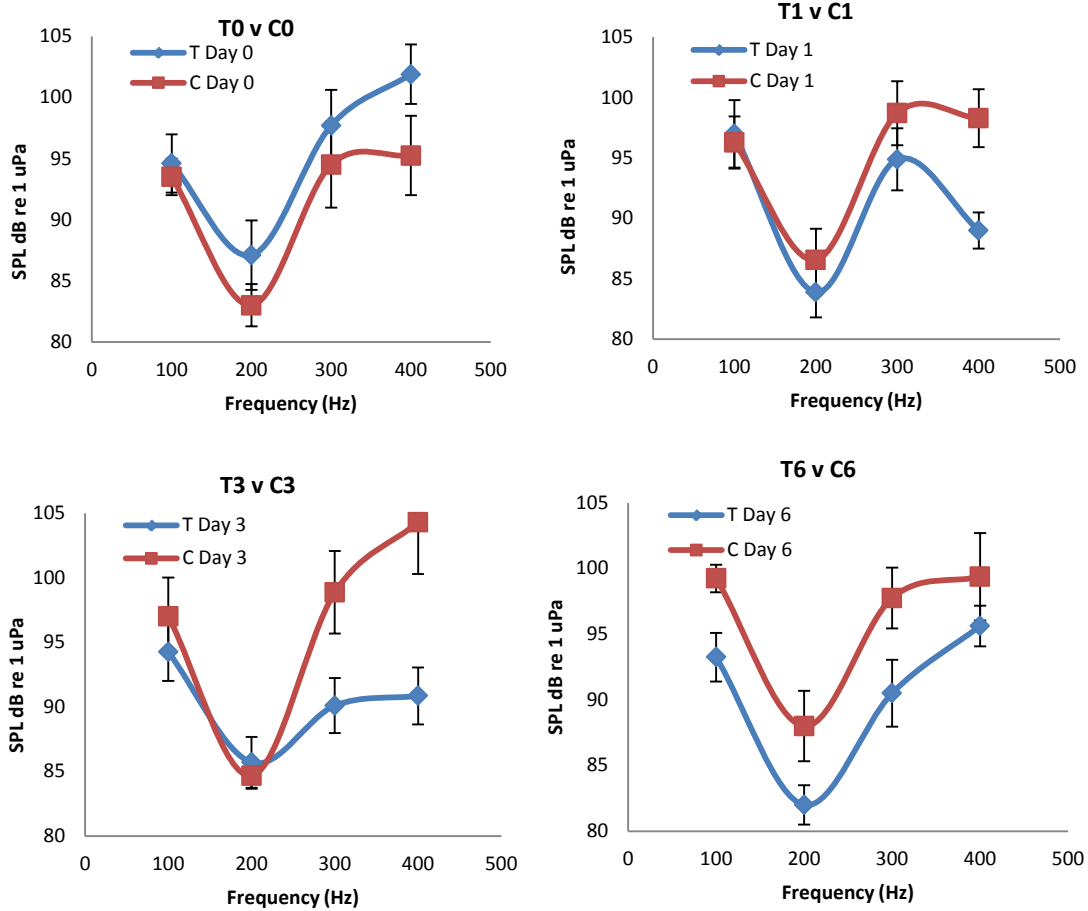 T0 v C0
T Day 0
C Day 0
SPL dB re 1 uPa
105
100
95
90
85
80
0 100 200 300 400 500
Frequency (Hz)
T1 v C1
T Day 1
C Day 1
SPL dB re 1 uPa
105
100
95
90
85
80
0 100 200 300 400 500
Frequency (Hz)
T3 v C3
T Day 3
C Day 3
SPL dB re 1 uPa
105
100
95
90
85
80
0 100 200 300 400 500
Frequency (Hz)
T6 v C6
T Day 6
C Day 6
SPL dB re 1 uPa
105
100
95
90
85
80
0 100 200 300 400 500
Frequency (Hz)